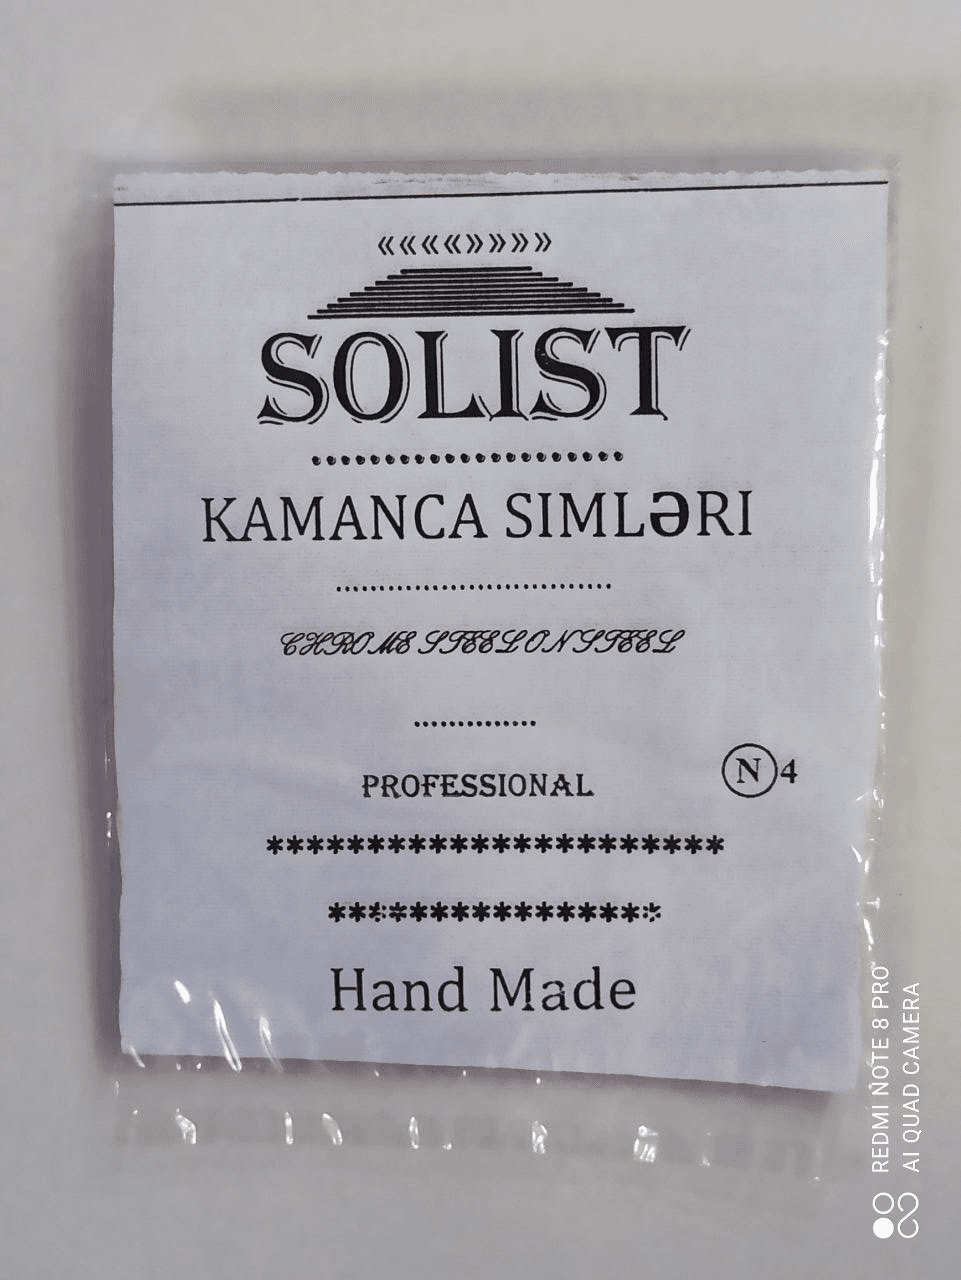 ««««»»»»
SOLIST
KAMANCA SIMLƏRI
CHROME STEEL ON STEEL
PROFESSIONAL
N 4
***********************
****************
Hand Made
REDMI NOTE 8 PRO
AI QUAD CAMERA